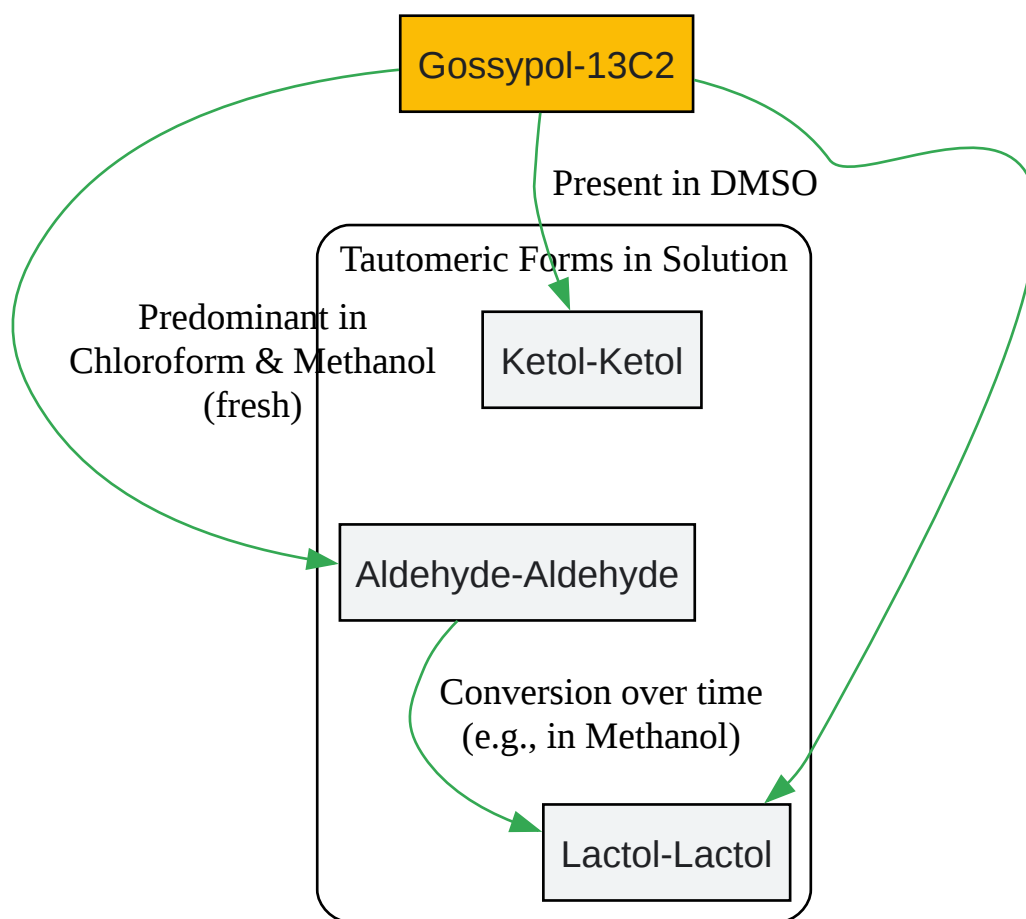 Gossypol-13C2
Present in DMSO
Tautomeric Forms in Solution
Predominant in
Chloroform & Methanol
(fresh)
Ketol-Ketol
Aldehyde-Aldehyde
Conversion over time
(e.g., in Methanol)
Lactol-Lactol